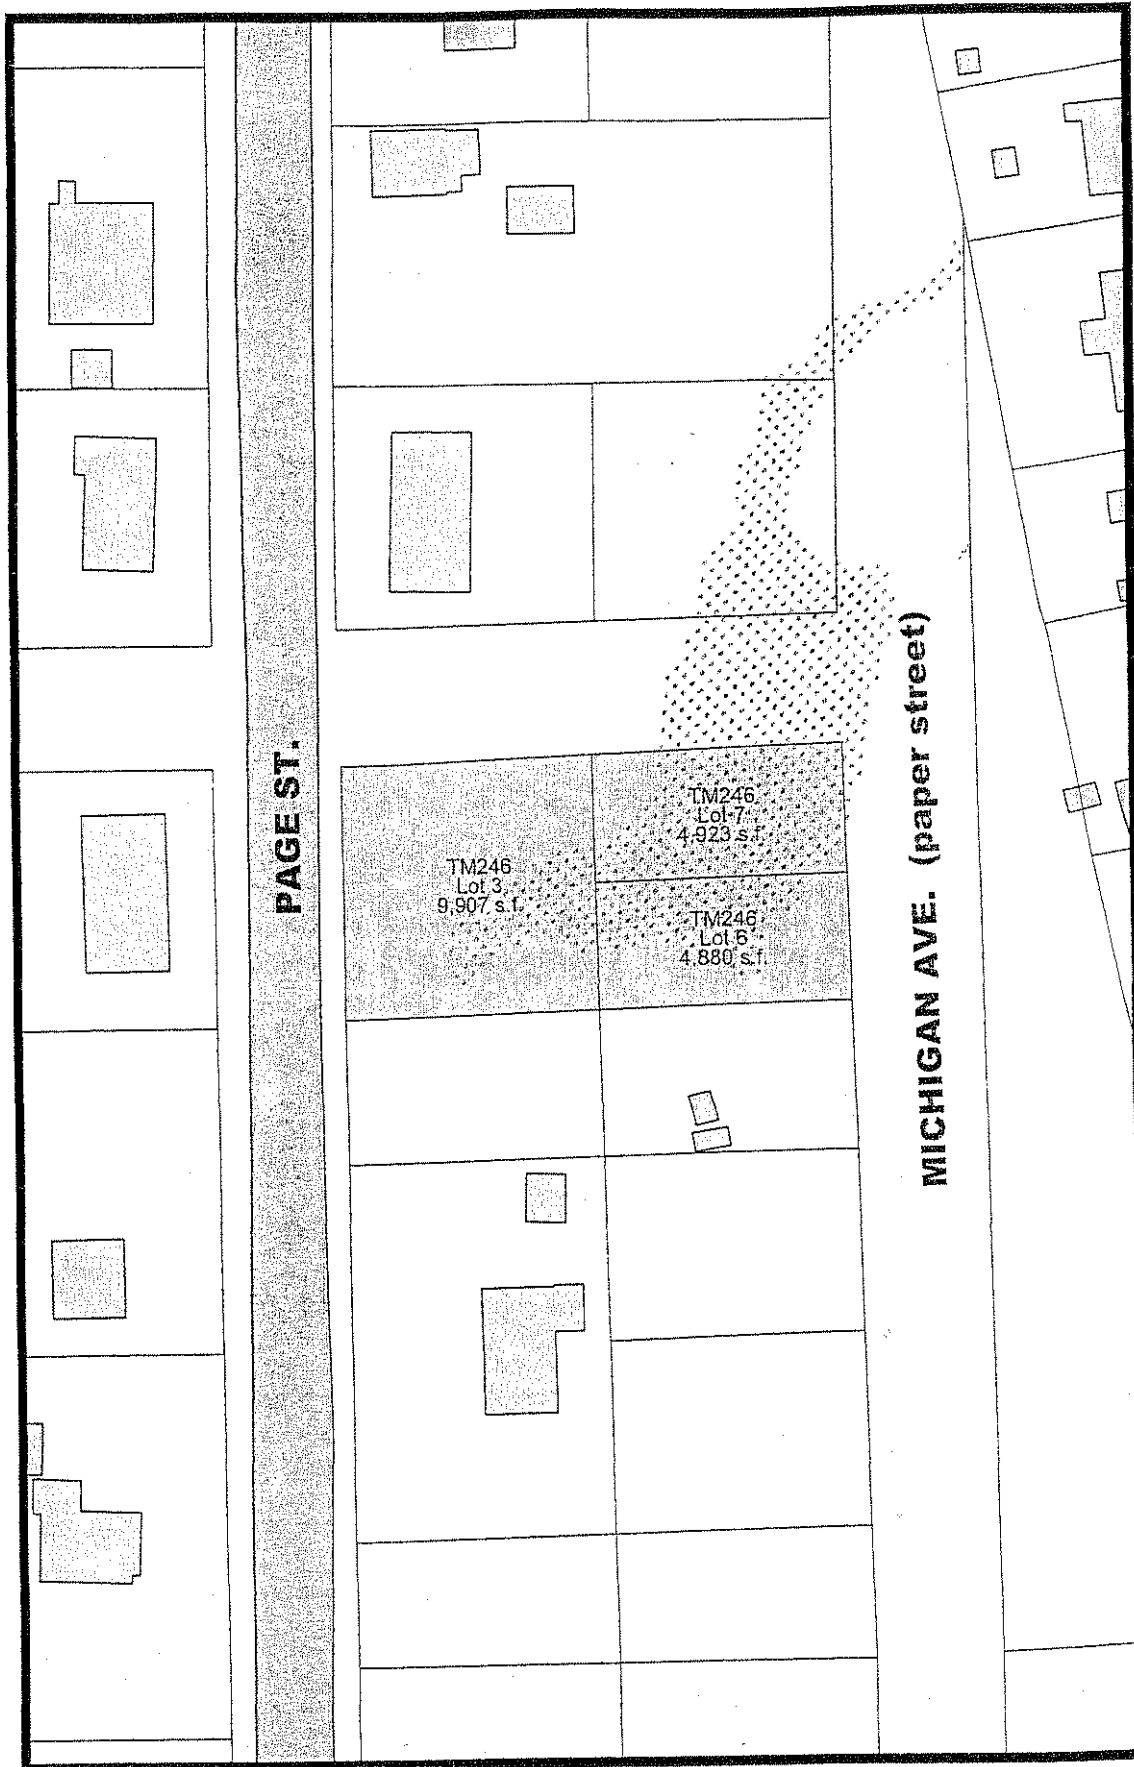 PAGE ST.
TM246
Lot 3
9,907 s.f.
TM246
Lot 7
4,923 s.f.
TM246
Lot 6
4,880 s.f.
MICHIGAN AVE. (paper street)